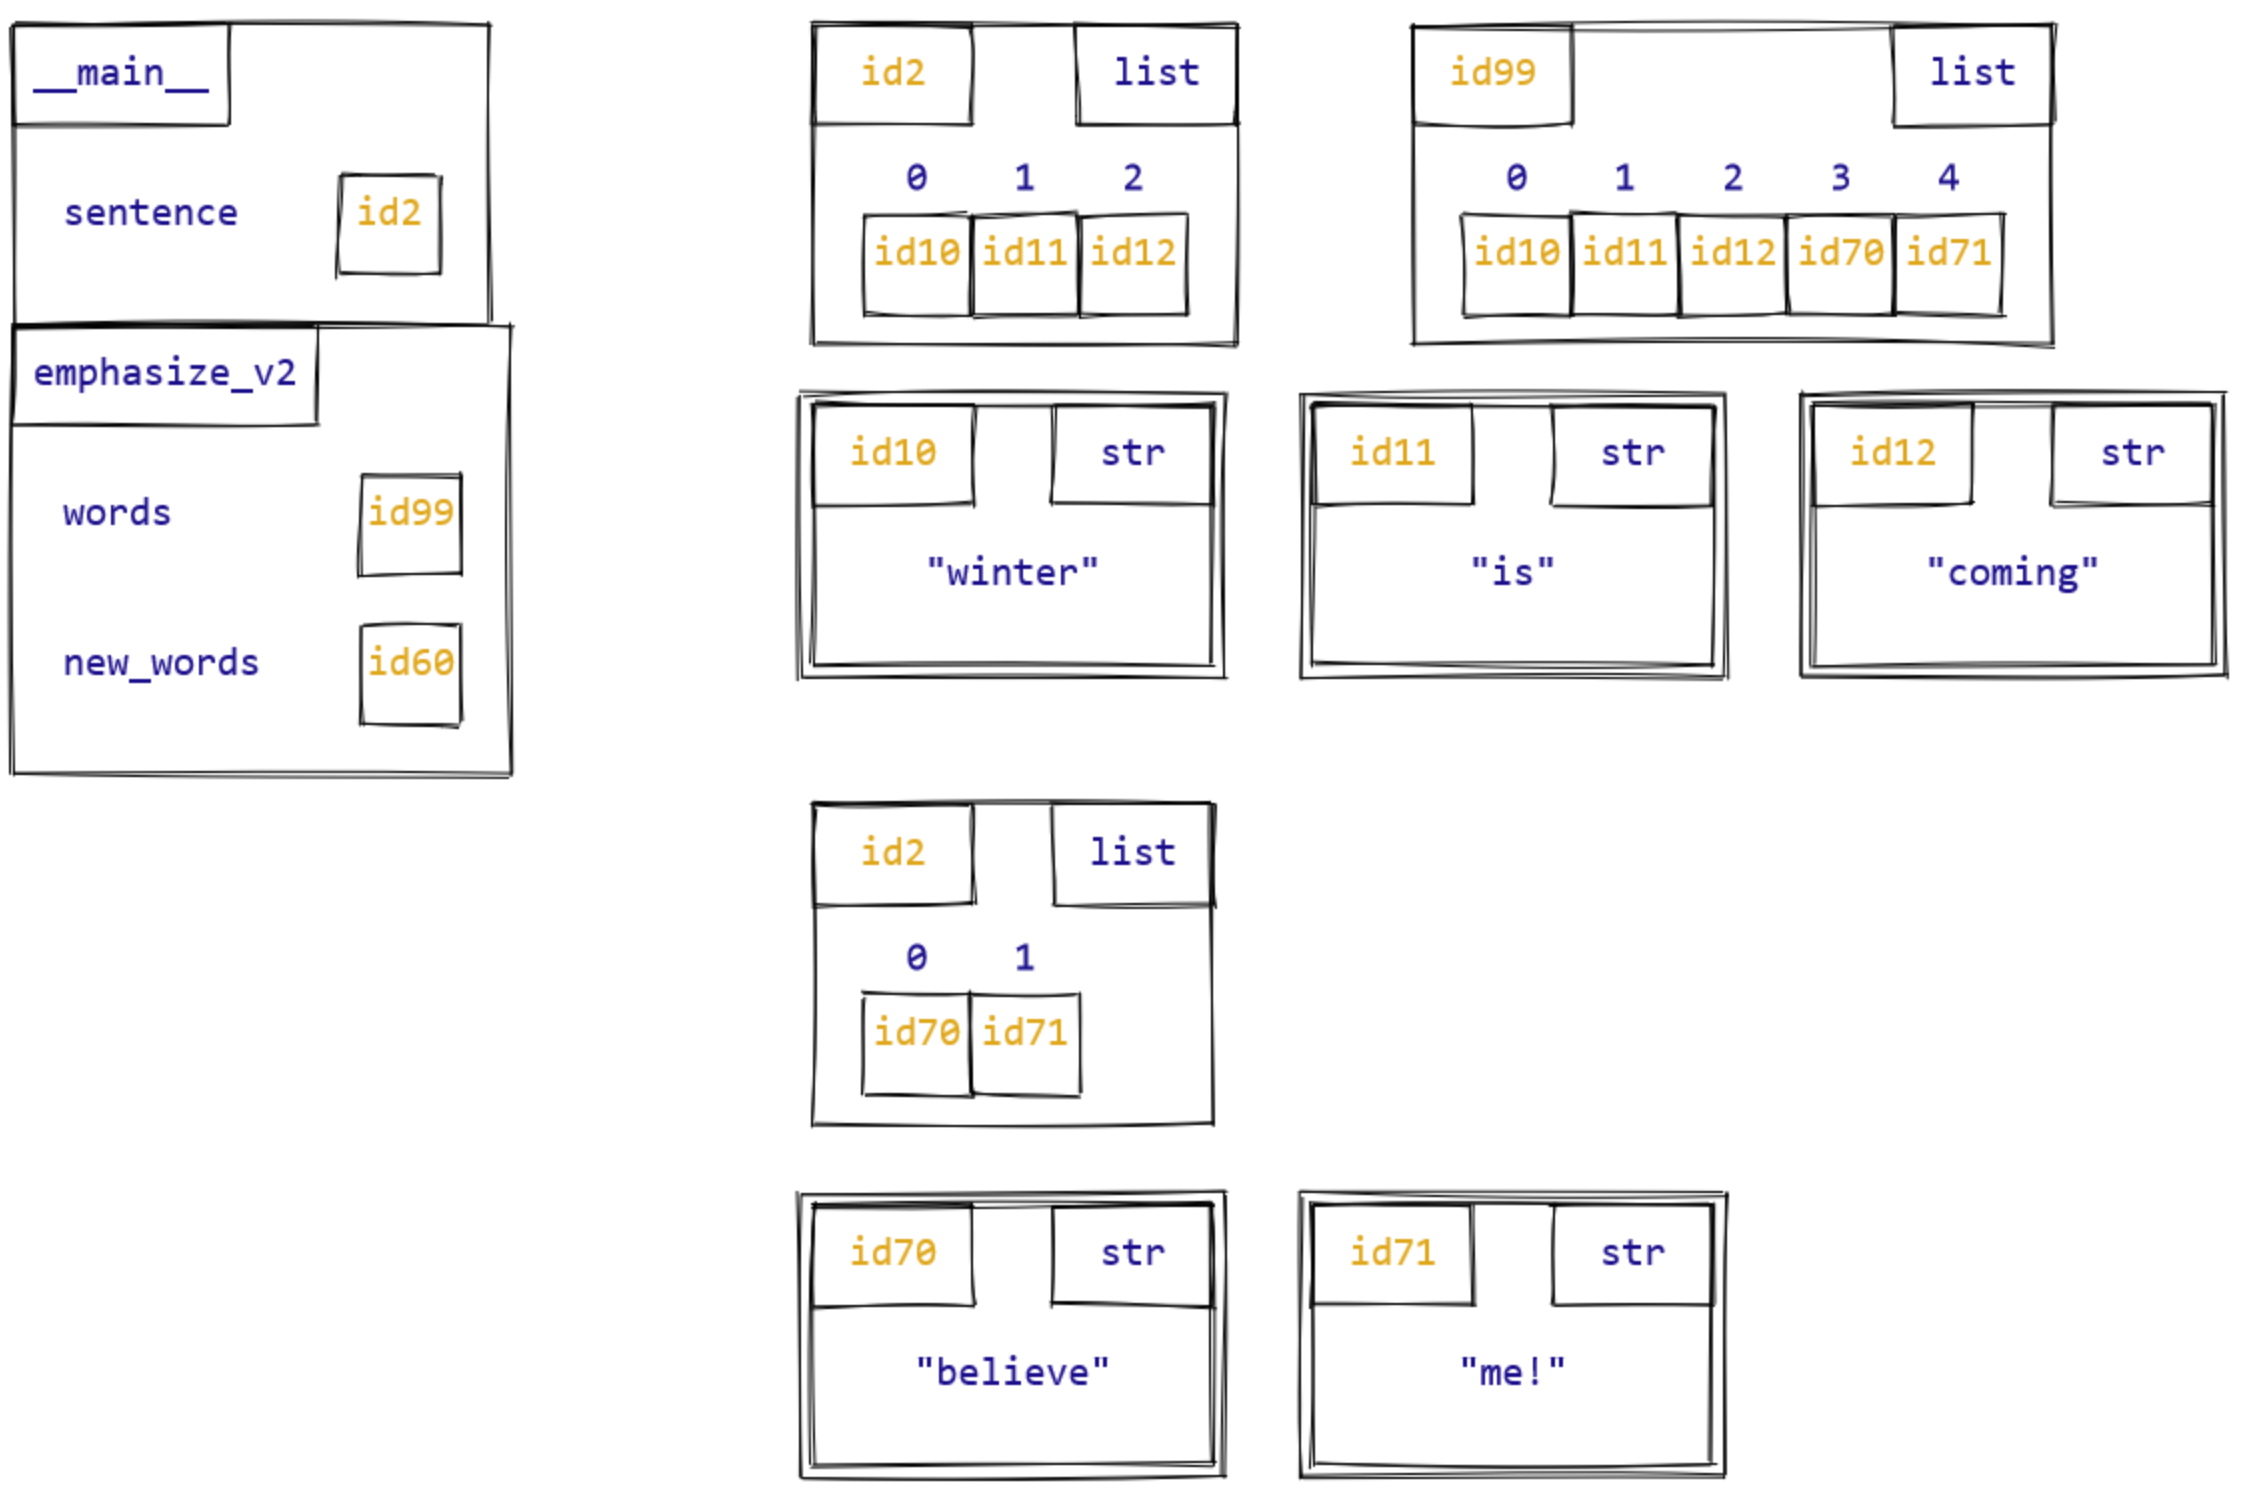 __main__
sentence id2
emphasize_v2
words id99
new_words id60
id2 list
0 1 2
id10 id11 id12
id99 list
0 1 2 3 4
id10 id11 id12 id70 id71
id10 str
"winter"
id11 str
"is"
id12 str
"coming"
id2 list
0 1
id70 id71
id70 str
"believe"
id71 str
"me!"